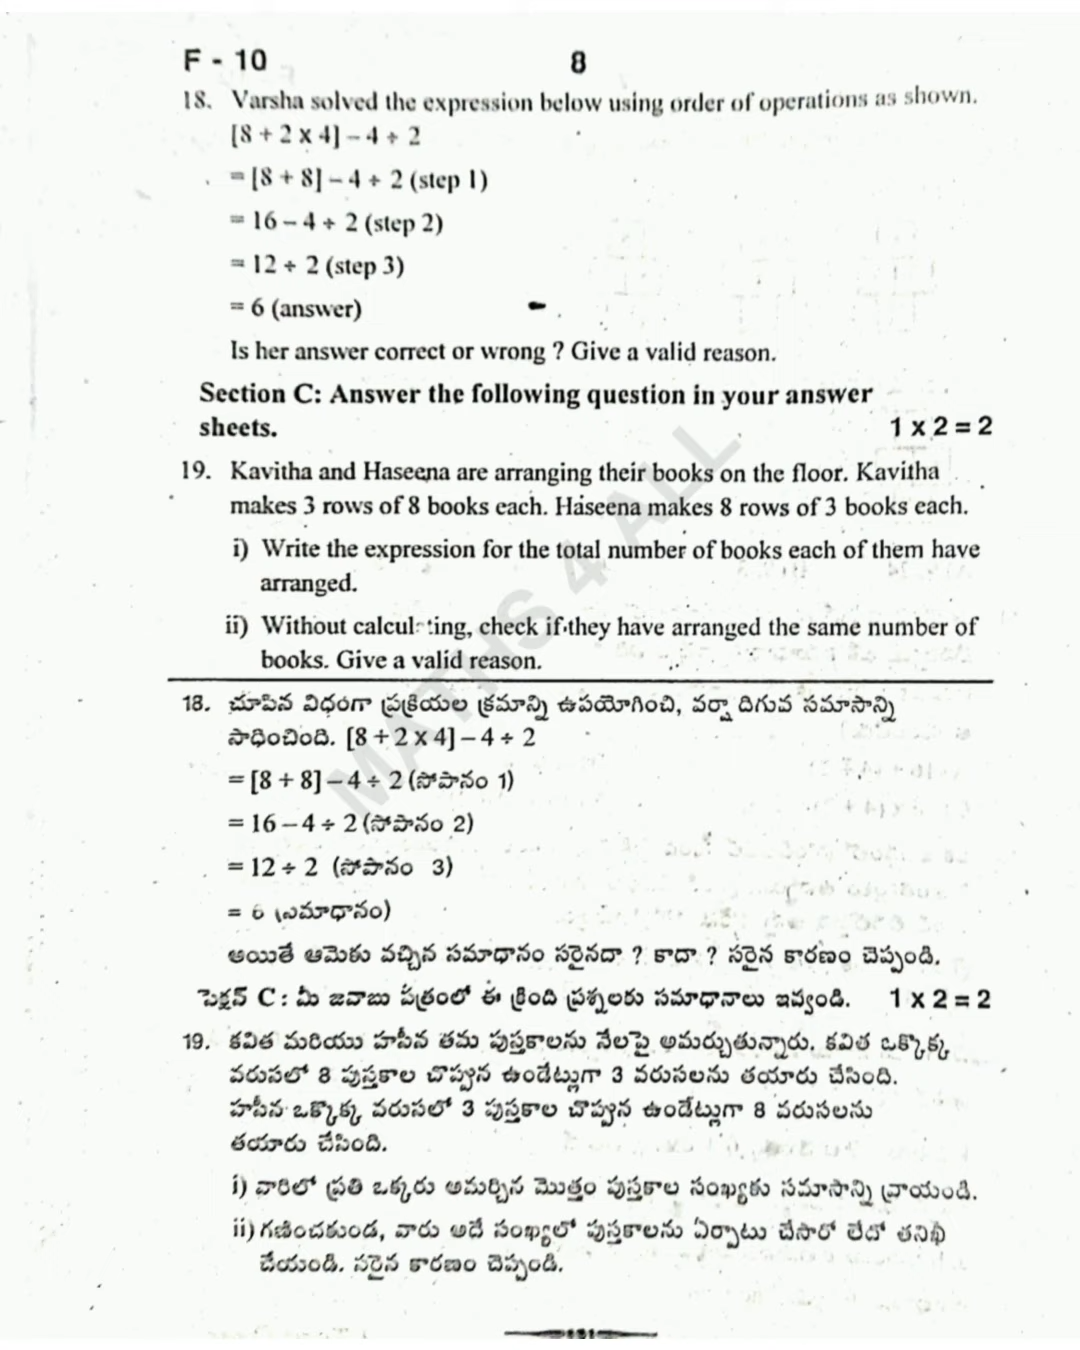 F - 10 8
18. Varsha solved the expression below using order of operations as shown.
[8 + 2 x 4] – 4 ÷ 2
= [8 + 8] – 4 ÷ 2 (step 1)
= 16 – 4 ÷ 2 (step 2)
= 12 ÷ 2 (step 3)
= 6 (answer)
Is her answer correct or wrong ? Give a valid reason.
Section C: Answer the following question in your answer
sheets. 1 x 2 = 2
19. Kavitha and Haseena are arranging their books on the floor. Kavitha
makes 3 rows of 8 books each. Haseena makes 8 rows of 3 books each.
i) Write the expression for the total number of books each of them have
arranged.
ii) Without calculating, check if they have arranged the same number of
books. Give a valid reason.
MATHS 4 ALL
18. చూపిన విధంగా ప్రక్రియల క్రమాన్ని ఉపయోగించి, వర్షా దిగువ సమాసాన్ని
సాధించింది. [8 + 2 x 4] – 4 ÷ 2
= [8 + 8] – 4 ÷ 2 (సోపానం 1)
= 16 – 4 ÷ 2 (సోపానం 2)
= 12 ÷ 2 (సోపానం 3)
= 6 (సమాధానం)
అయితే ఆమెకు వచ్చిన సమాధానం సరైనదా ? కాదా ? సరైన కారణం చెప్పండి.
సెక్షన్ C : మీ జవాబు పత్రంలో ఈ క్రింది ప్రశ్నలకు సమాధానాలు ఇవ్వండి. 1 x 2 = 2
19. కవిత మరియు హసీన తమ పుస్తకాలను నేలపై అమర్చుతున్నారు. కవిత ఒక్కొక్క
వరుసలో 8 పుస్తకాల చొప్పున ఉండేట్లుగా 3 వరుసలను తయారు చేసింది.
హసీన ఒక్కొక్క వరుసలో 3 పుస్తకాల చొప్పున ఉండేట్లుగా 8 వరుసలను
తయారు చేసింది.
i) వారిలో ప్రతి ఒక్కరు అమర్చిన మొత్తం పుస్తకాల సంఖ్యకు సమాసాన్ని వ్రాయండి.
ii) గణించకుండ, వారు అదే సంఖ్యలో పుస్తకాలను ఏర్పాటు చేసారో లేదో తనిఖీ
చేయండి. సరైన కారణం చెప్పండి.